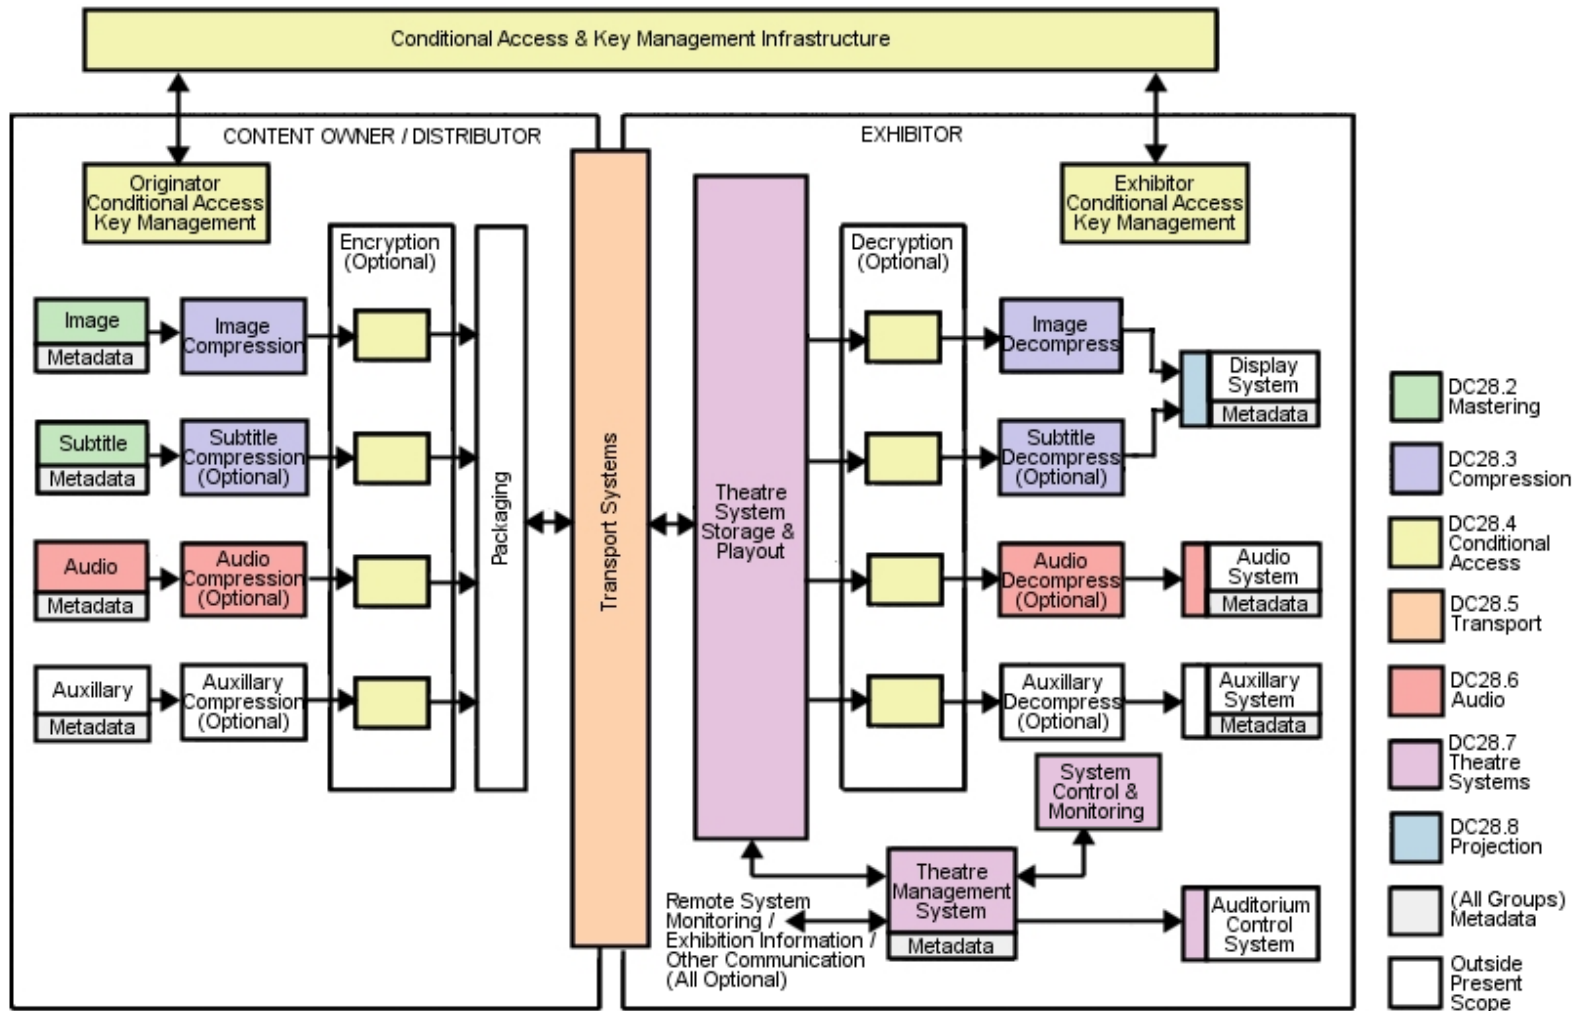 Conditional Access & Key Management Infrastructure
CONTENT OWNER / DISTRIBUTOR
EXHIBITOR
Originator
Conditional Access
Key Management
Exhibitor
Conditional Access
Key Management
Encryption
(Optional)
Decryption
(Optional)
Image
Metadata
Image
Compression
Subtitle
Metadata
Subtitle
Compression
(Optional)
Audio
Metadata
Audio
Compression
(Optional)
Auxillary
Metadata
Auxillary
Compression
(Optional)
Packaging
Transport Systems
Theatre
System
Storage &
Playout
Image
Decompress
Subtitle
Decompress
(Optional)
Display
System
Metadata
Audio
Decompress
(Optional)
Audio
System
Metadata
Auxillary
Decompress
(Optional)
Auxillary
System
Metadata
System
Control &
Monitoring
Theatre
Management
System
Metadata
Remote System
Monitoring /
Exhibition Information /
Other Communication
(All Optional)
Auditorium
Control
System
DC28.2
Mastering
DC28.3
Compression
DC28.4
Conditional
Access
DC28.5
Transport
DC28.6
Audio
DC28.7
Theatre
Systems
DC28.8
Projection
(All Groups)
Metadata
Outside
Present
Scope